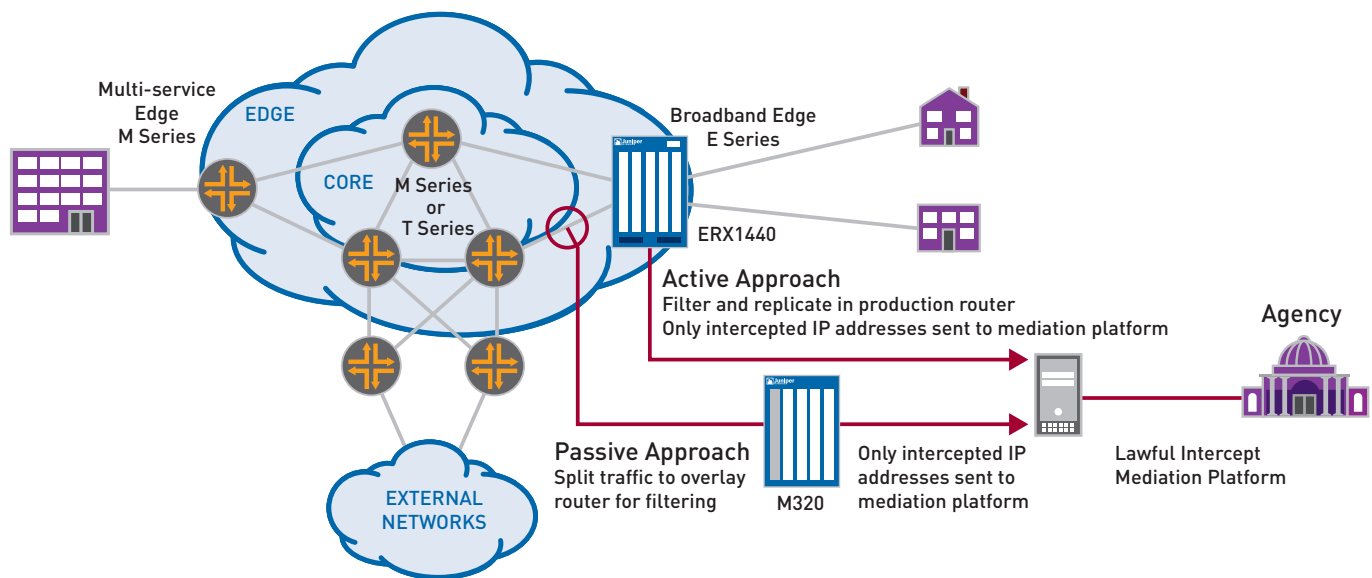 Multi-service
Edge
M Series
EDGE
CORE
M Series
or
T Series
Broadband Edge
E Series
Juniper
ERX1440
Active Approach
Filter and replicate in production router
Only intercepted IP addresses sent to mediation platform
Agency
Passive Approach
Split traffic to overlay
router for filtering
Juniper
M320
Only intercepted IP
addresses sent to
mediation platform
Lawful Intercept
Mediation Platform
EXTERNAL
NETWORKS